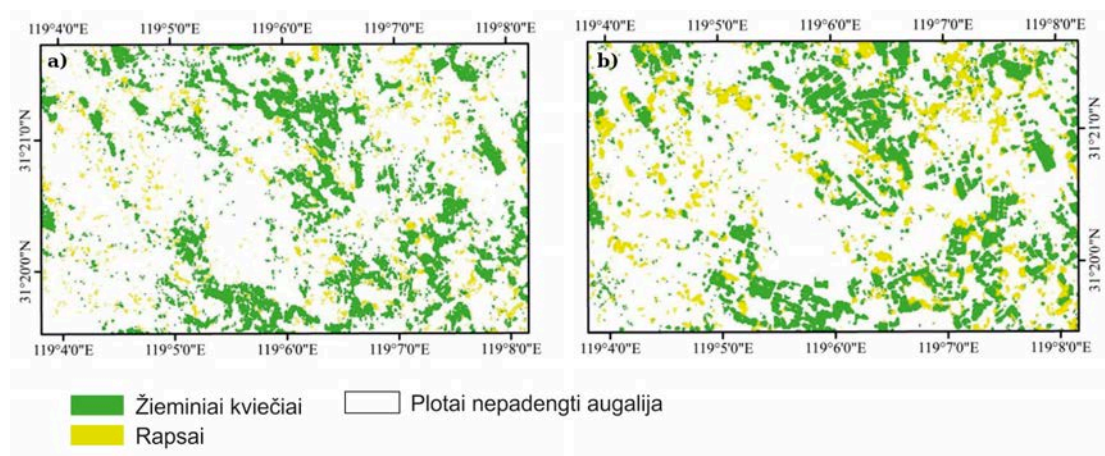 119°4'0"E 119°5'0"E 119°6'0"E 119°7'0"E 119°8'0"E
a)
31°21'0"N
31°20'0"N
119°4'0"E 119°5'0"E 119°6'0"E 119°7'0"E 119°8'0"E
119°4'0"E 119°5'0"E 119°6'0"E 119°7'0"E 119°8'0"E
b)
31°21'0"N
31°20'0"N
119°4'0"E 119°5'0"E 119°6'0"E 119°7'0"E 119°8'0"E
Žieminiai kviečiai
Plotai nepadengti augalija
Rapsai